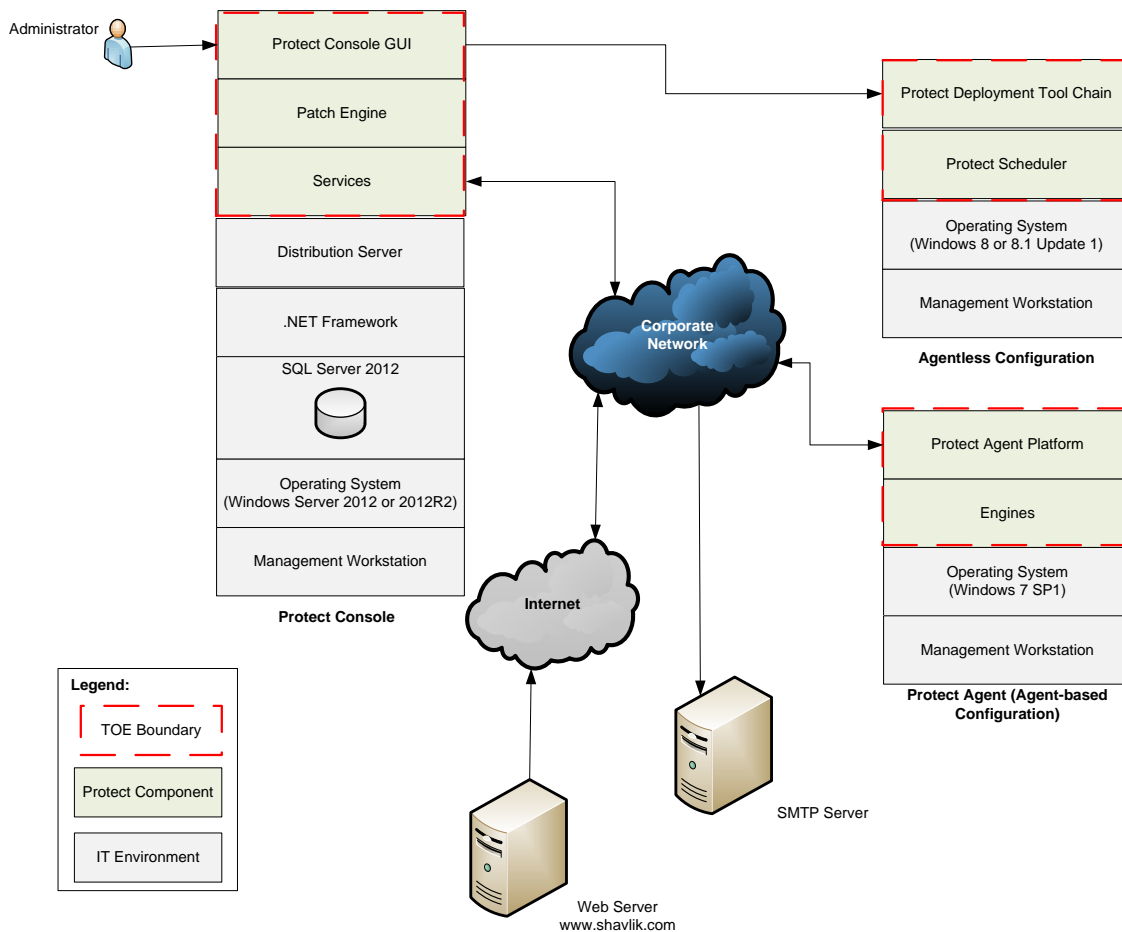 Administrator
Protect Console GUI
Patch Engine
Services
Distribution Server
.NET Framework
SQL Server 2012
Operating System
(Windows Server 2012 or 2012R2)
Management Workstation
Protect Console
Protect Deployment Tool Chain
Protect Scheduler
Operating System
(Windows 8 or 8.1 Update 1)
Management Workstation
Agentless Configuration
Corporate
Network
Protect Agent Platform
Engines
Operating System
(Windows 7 SP1)
Management Workstation
Protect Agent (Agent-based
Configuration)
Internet
SMTP Server
Web Server
www.shavlik.com
Legend:
TOE Boundary
Protect Component
IT Environment